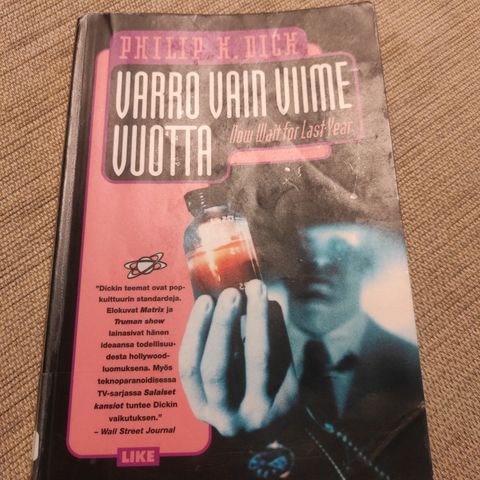 PHILIP K. DICK
VARRO VAIN VIIME
VUOTTA
Now Wait for Last Year
"Dickin teemat ovat pop-
kulttuurin standardeja.
Elokuvat Matrix ja
Truman show
lainasivat hänen
ideaansa todellisuu-
desta hollywood-
luomuksena. Myös
teknoparanoidisessa
TV-sarjassa Salaiset
kansiot tuntee Dickin
vaikutuksen."
– Wall Street Journal
LIKE